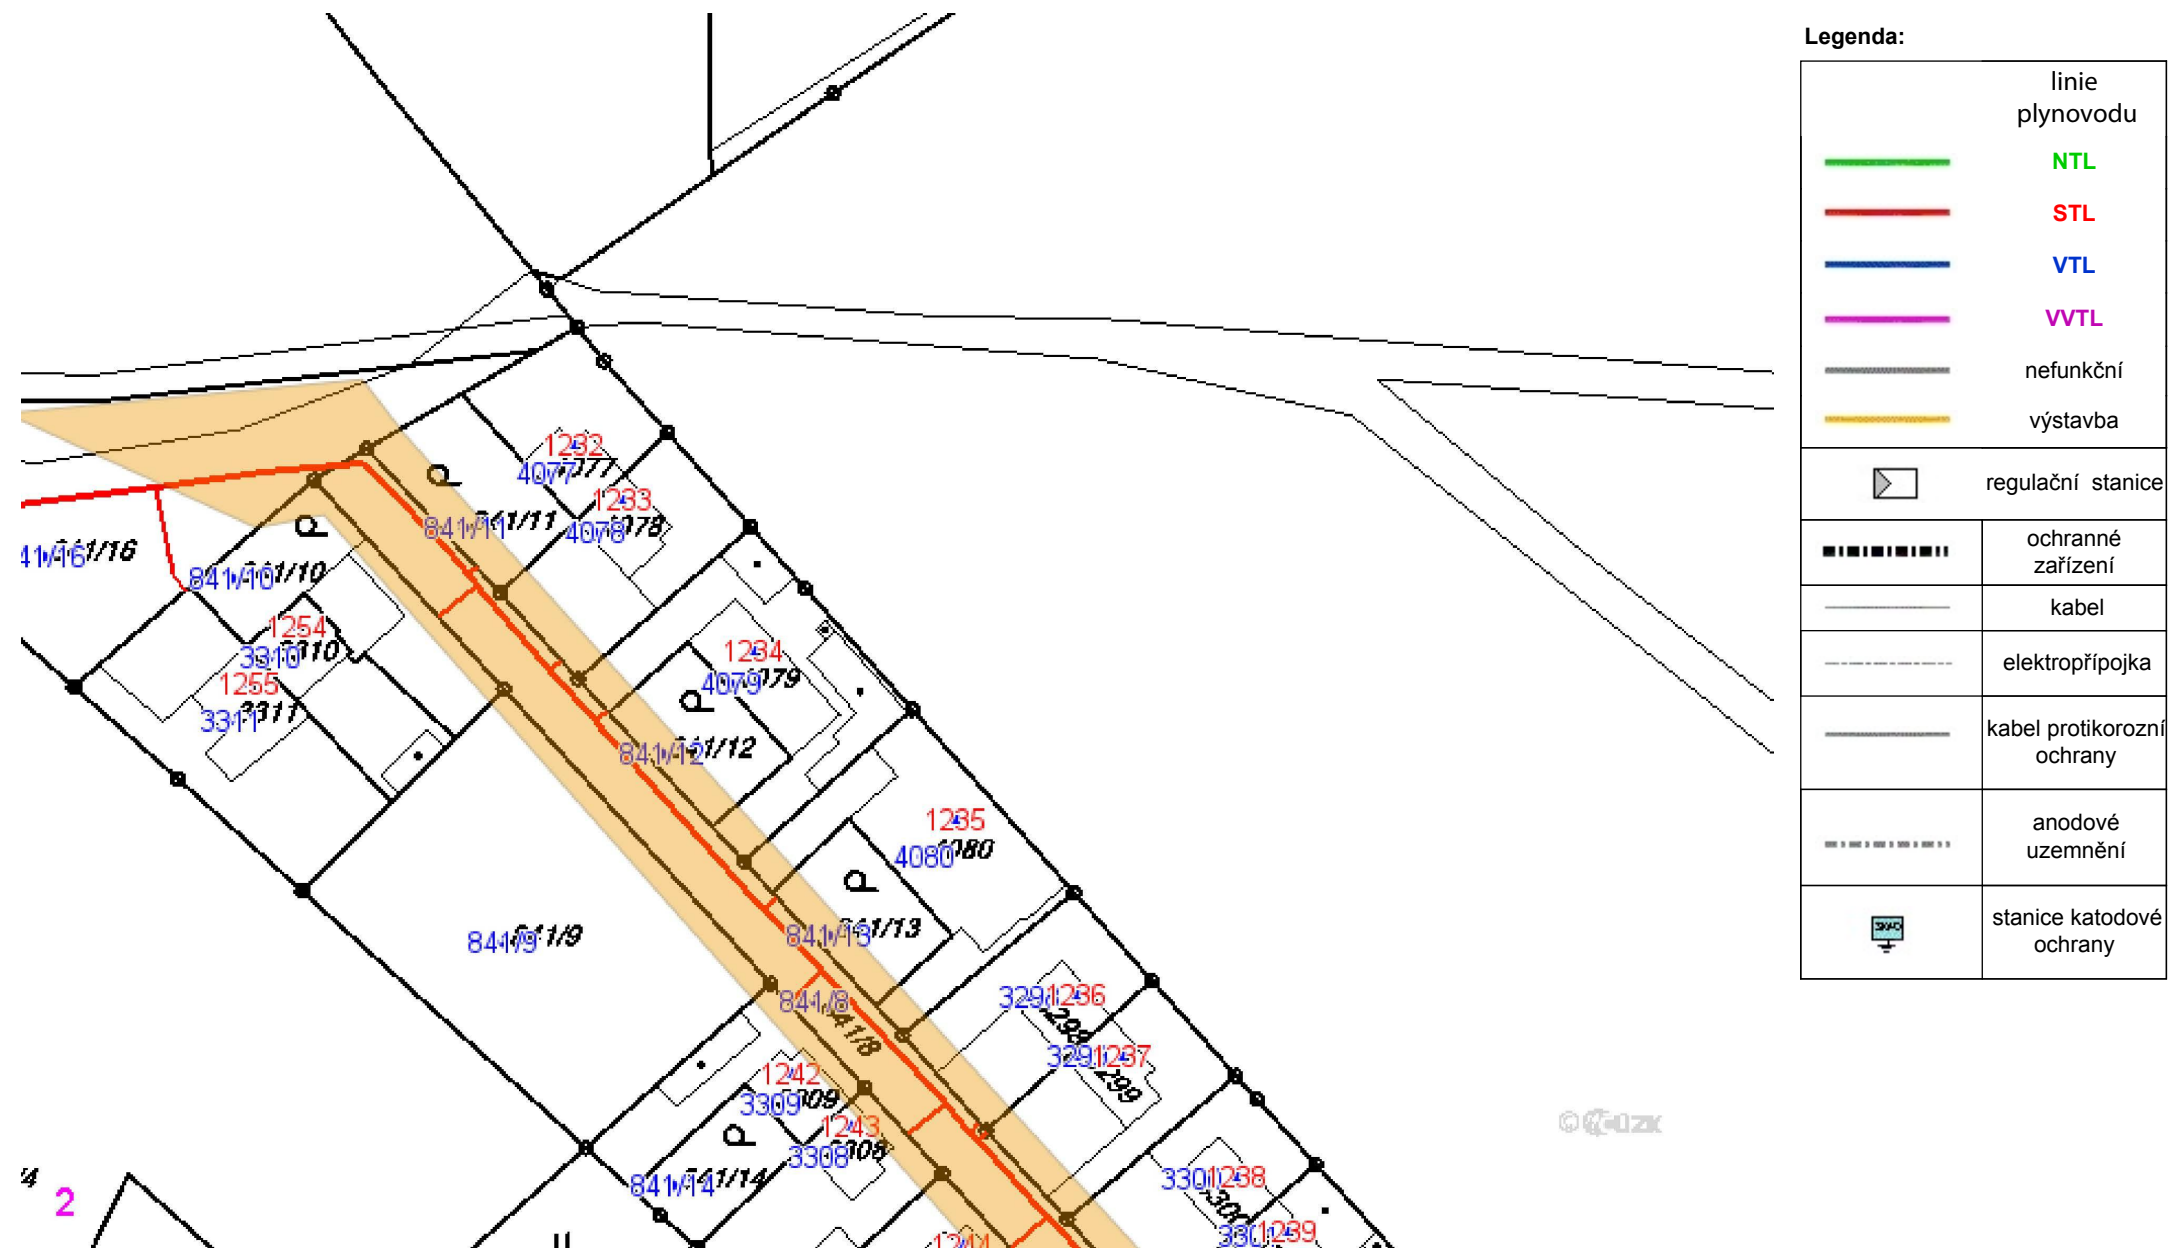 Legenda:
linie
plynovodu
NTL
STL
VTL
VVTL
nefunkční
výstavba
regulační stanice
ochranné
zařízení
kabel
elektropřípojka
kabel protikorozní
ochrany
anodové
uzemnění
stanice katodové
ochrany
1232
4077
1233
4078
841/11
841/10
1254
3310
1255
3311
1234
4079
841/12
1235
4080
841/13
841/9
841/8
841/8
1236
1237
1242
3309
1243
3308
841/14
1238
1239
1244
2